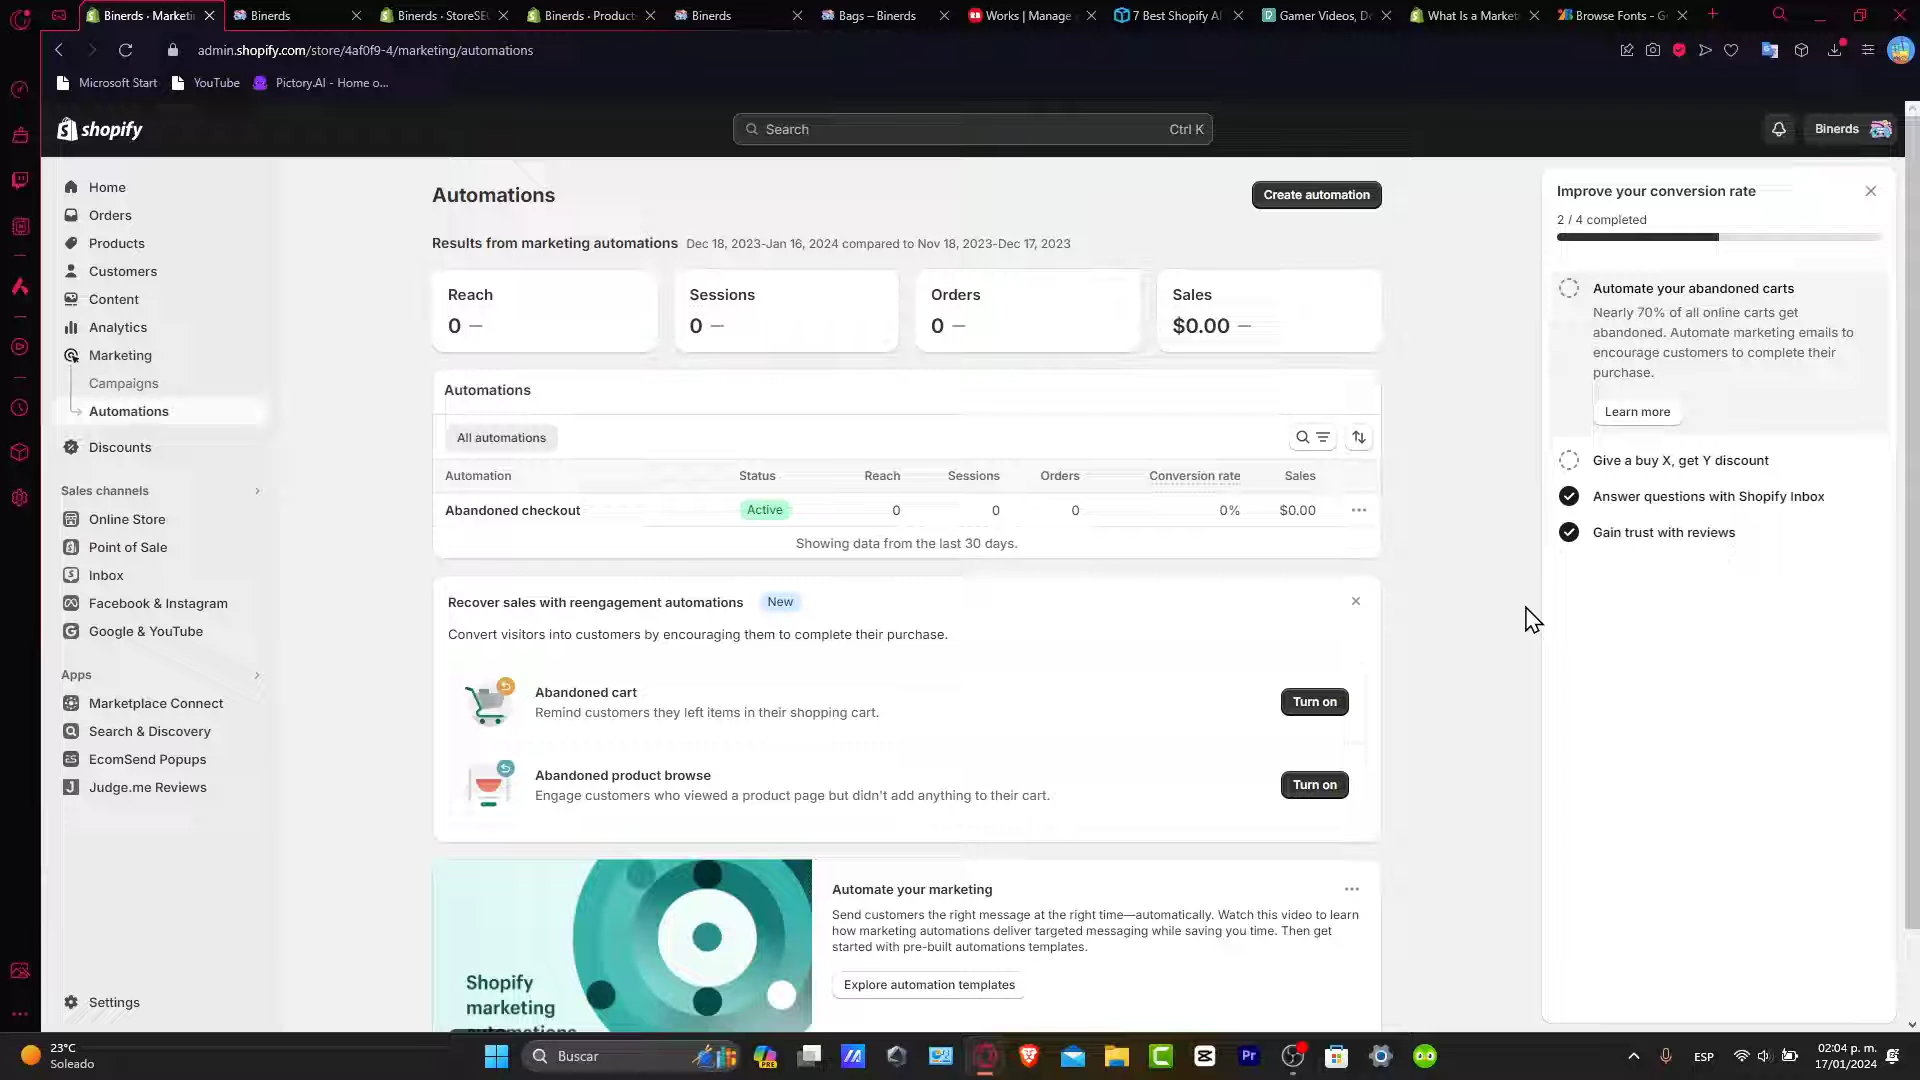 Binerds · Marketin
Binerds
Binerds · StoreSE
Binerds · Product
Binerds
Bags – Binerds
Works | Manage
7 Best Shopify Al
Gamer Videos, D
What Is a Market
Browse Fonts - G
admin.shopify.com/store/4af0f9-4/marketing/automations
Microsoft Start
YouTube
Pictory.AI - Home o...
shopify
Search
Ctrl K
Binerds
Home
Orders
Products
Customers
Content
Analytics
Marketing
Campaigns
Automations
Discounts
Sales channels
Online Store
Point of Sale
Inbox
Facebook & Instagram
Google & YouTube
Apps
Marketplace Connect
Search & Discovery
EcomSend Popups
Judge.me Reviews
Settings
Automations
Create automation
Results from marketing automations Dec 18, 2023-Jan 16, 2024 compared to Nov 18, 2023-Dec 17, 2023
Reach
0 —
Sessions
0 —
Orders
0 —
Sales
$0.00 —
Automations
All automations
Automation Status Reach Sessions Orders Conversion rate Sales
Abandoned checkout Active 0 0 0 0% $0.00
Showing data from the last 30 days.
Recover sales with reengagement automations New
Convert visitors into customers by encouraging them to complete their purchase.
Abandoned cart
Remind customers they left items in their shopping cart.
Turn on
Abandoned product browse
Engage customers who viewed a product page but didn't add anything to their cart.
Turn on
Shopify
marketing
automations
Automate your marketing
Send customers the right message at the right time—automatically. Watch this video to learn
how marketing automations deliver targeted messaging while saving you time. Then get
started with pre-built automations templates.
Explore automation templates
Improve your conversion rate
2 / 4 completed
Automate your abandoned carts
Nearly 70% of all online carts get
abandoned. Automate marketing emails to
encourage customers to complete their
purchase.
Learn more
Give a buy X, get Y discount
Answer questions with Shopify Inbox
Gain trust with reviews
23°C
Soleado
Buscar
PRE
Pr
ESP
02:04 p. m.
17/01/2024